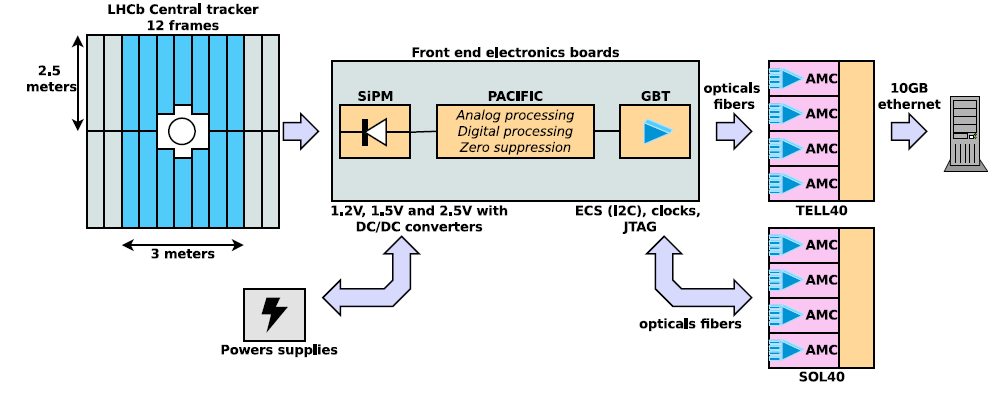 LHCb Central tracker
12 frames
2.5
meters
3 meters
Front end electronics boards
SiPM
PACIFIC
Analog processing
Digital processing
Zero suppression
GBT
1.2V, 1.5V and 2.5V with
DC/DC converters
ECS (I2C), clocks,
JTAG
Powers supplies
opticals
fibers
AMC
AMC
AMC
AMC
TELL40
10GB
ethernet
opticals fibers
AMC
AMC
AMC
AMC
SOL40